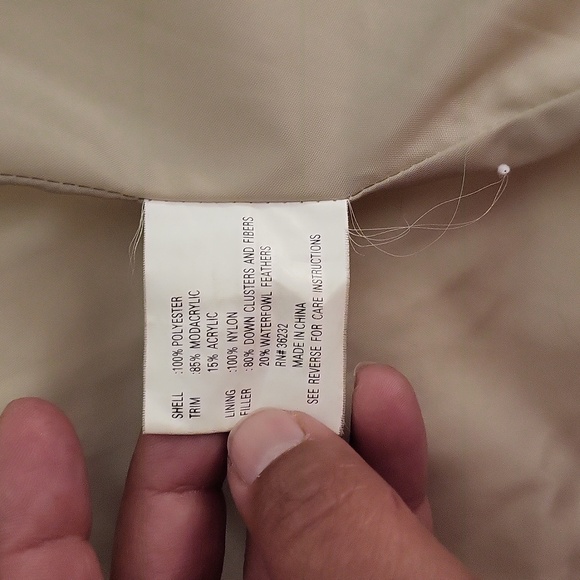 SHELL :100% POLYESTER
TRIM :85% MODACRYLIC
15% ACRYLIC
LINING :100% NYLON
FILLER :80% DOWN CLUSTERS AND FIBERS
20% WATERFOWL FEATHERS
RN# 36232
MADE IN CHINA
SEE REVERSE FOR CARE INSTRUCTIONS